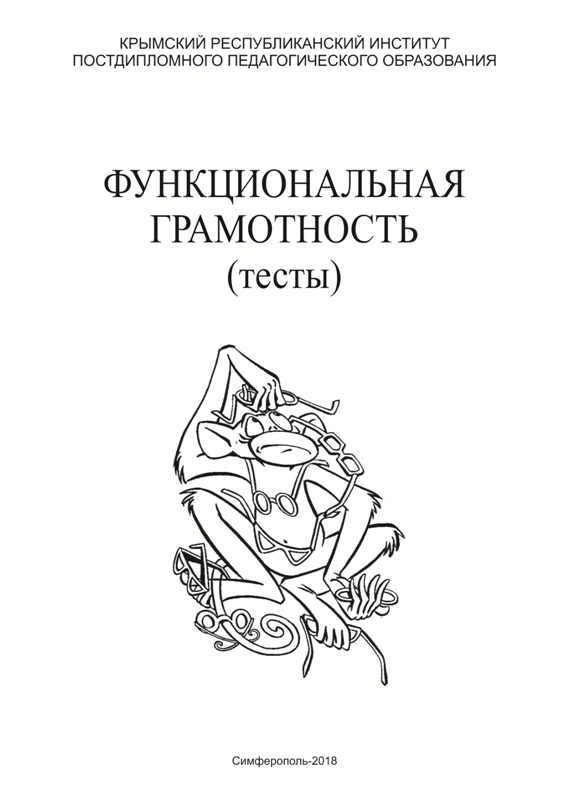 КРЫМСКИЙ РЕСПУБЛИКАНСКИЙ ИНСТИТУТ
ПОСТДИПЛОМНОГО ПЕДАГОГИЧЕСКОГО ОБРАЗОВАНИЯ
ФУНКЦИОНАЛЬНАЯ
ГРАМОТНОСТЬ
(тесты)
Симферополь-2018